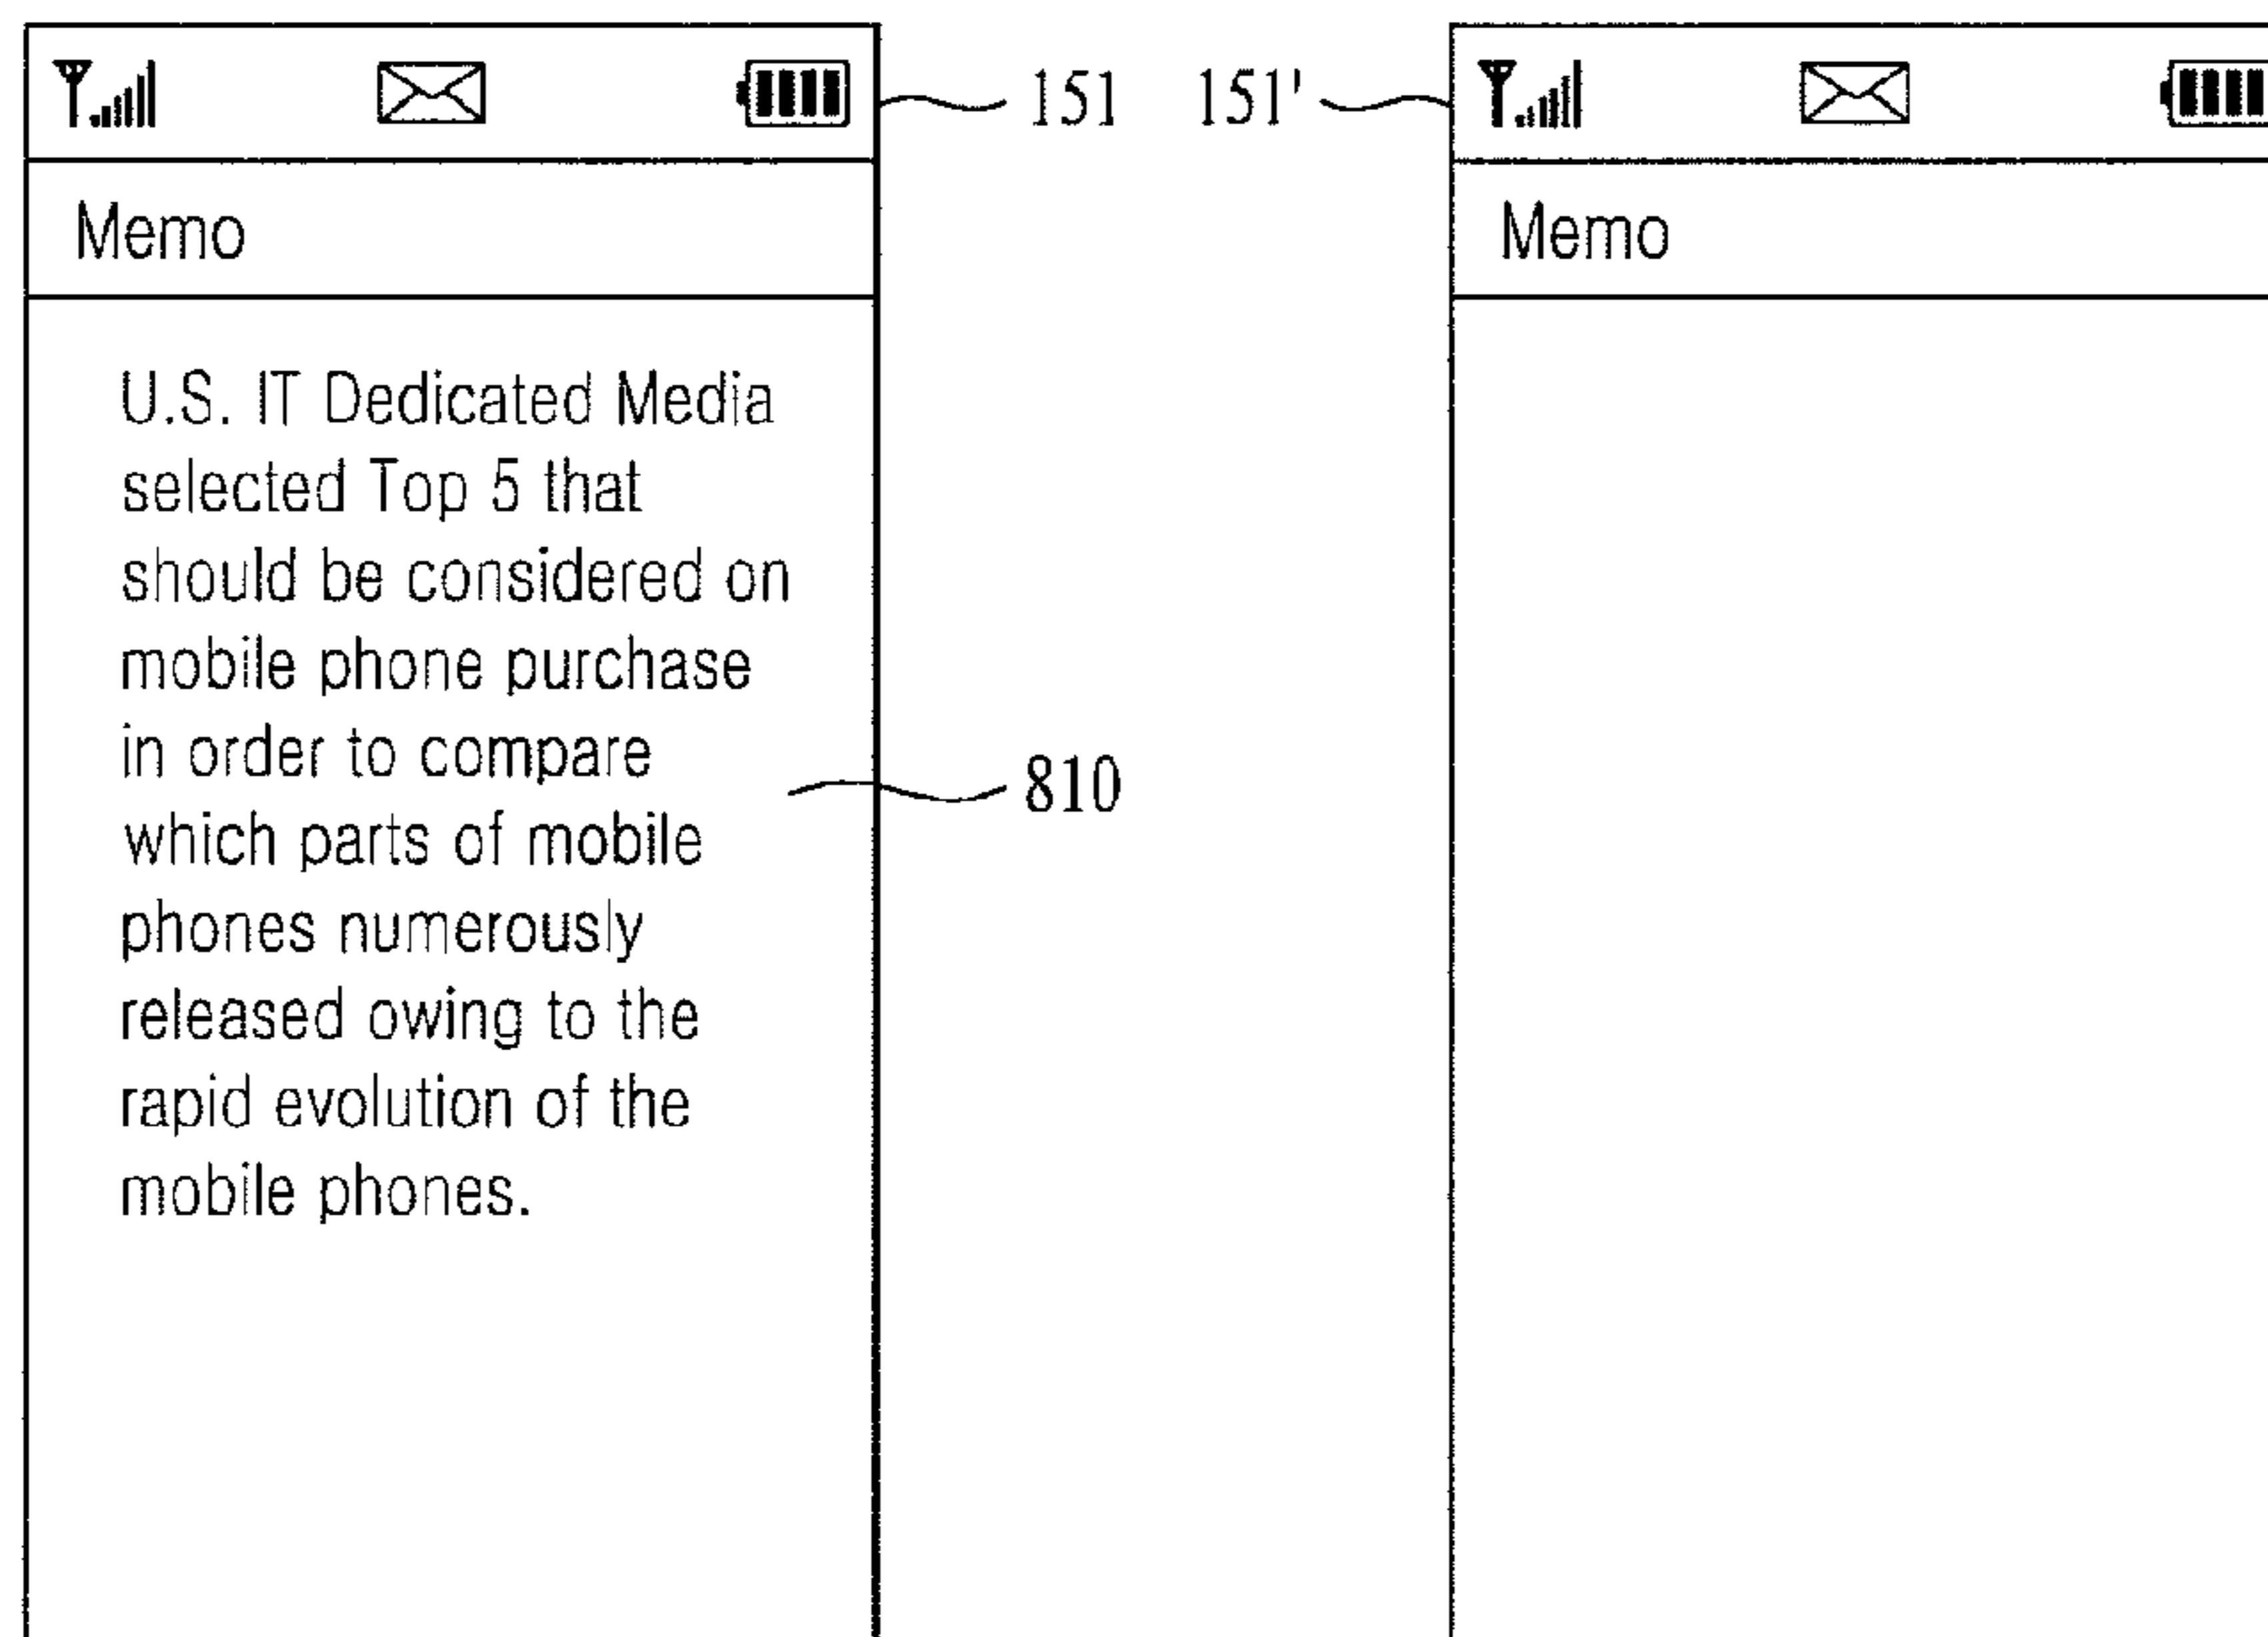 151 151'
Memo
Memo
U.S. IT Dedicated Media
selected Top 5 that
should be considered on
mobile phone purchase
in order to compare
which parts of mobile
phones numerously
released owing to the
rapid evolution of the
mobile phones.
810